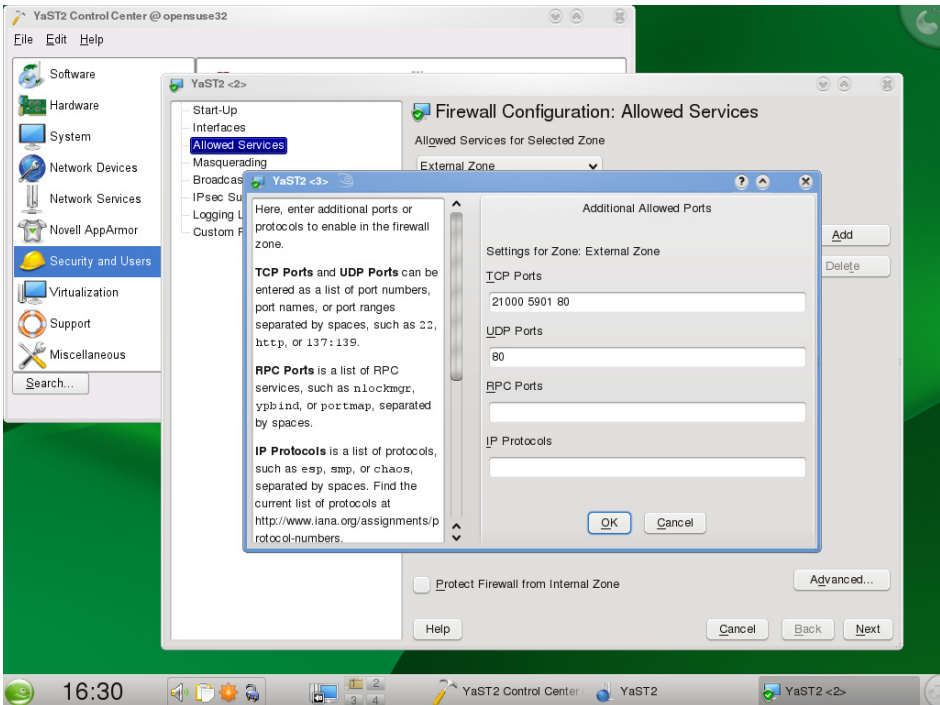 YaST2 Control Center @ opensuse32
File Edit Help
Software
Hardware
System
Network Devices
Network Services
Novell AppArmor
Security and Users
Virtualization
Support
Miscellaneous
Search...
YaST2 <2>
Start-Up
Interfaces
Allowed Services
Masquerading
Broadcas
IPsec Su
Logging L
Custom
Firewall Configuration: Allowed Services
Allowed Services for Selected Zone
External Zone
Add
Delete
YaST2 <3>
Here, enter additional ports or
protocols to enable in the firewall
zone.
TCP Ports and UDP Ports can be
entered as a list of port numbers,
port names, or port ranges
separated by spaces, such as 22,
http, or 137:139.
RPC Ports is a list of RPC
services, such as nlockmgr,
ypbind, or portmap, separated
by spaces.
IP Protocols is a list of protocols,
such as esp, smp, or chaos,
separated by spaces. Find the
current list of protocols at
http://www.iana.org/assignments/p
rotocol-numbers.
Additional Allowed Ports
Settings for Zone: External Zone
TCP Ports
21000 5901 80
UDP Ports
80
RPC Ports
IP Protocols
OK Cancel
Protect Firewall from Internal Zone
Advanced...
Help
Cancel Back Next
16:30
2
3 4
YaST2 Control Center
YaST2
YaST2 <2>